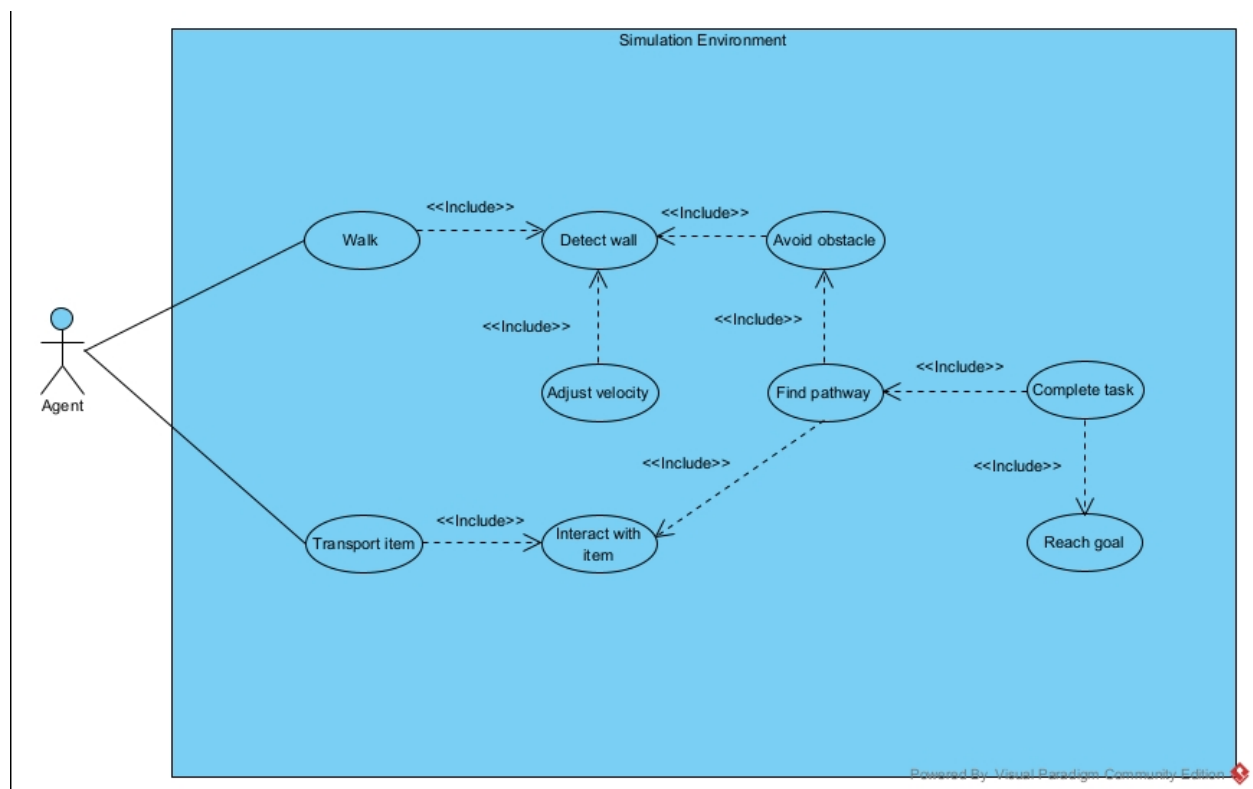 Simulation Environment
<<Include>>
<<Include>>
Walk
Detect wall
Avoid obstacle
<<Include>>
<<Include>>
Agent
Adjust velocity
Find pathway
<<Include>>
Complete task
<<Include>>
<<Include>>
Transport item
<<Include>>
Interact with
item
Reach goal
Powered By Visual Paradigm Community Edition